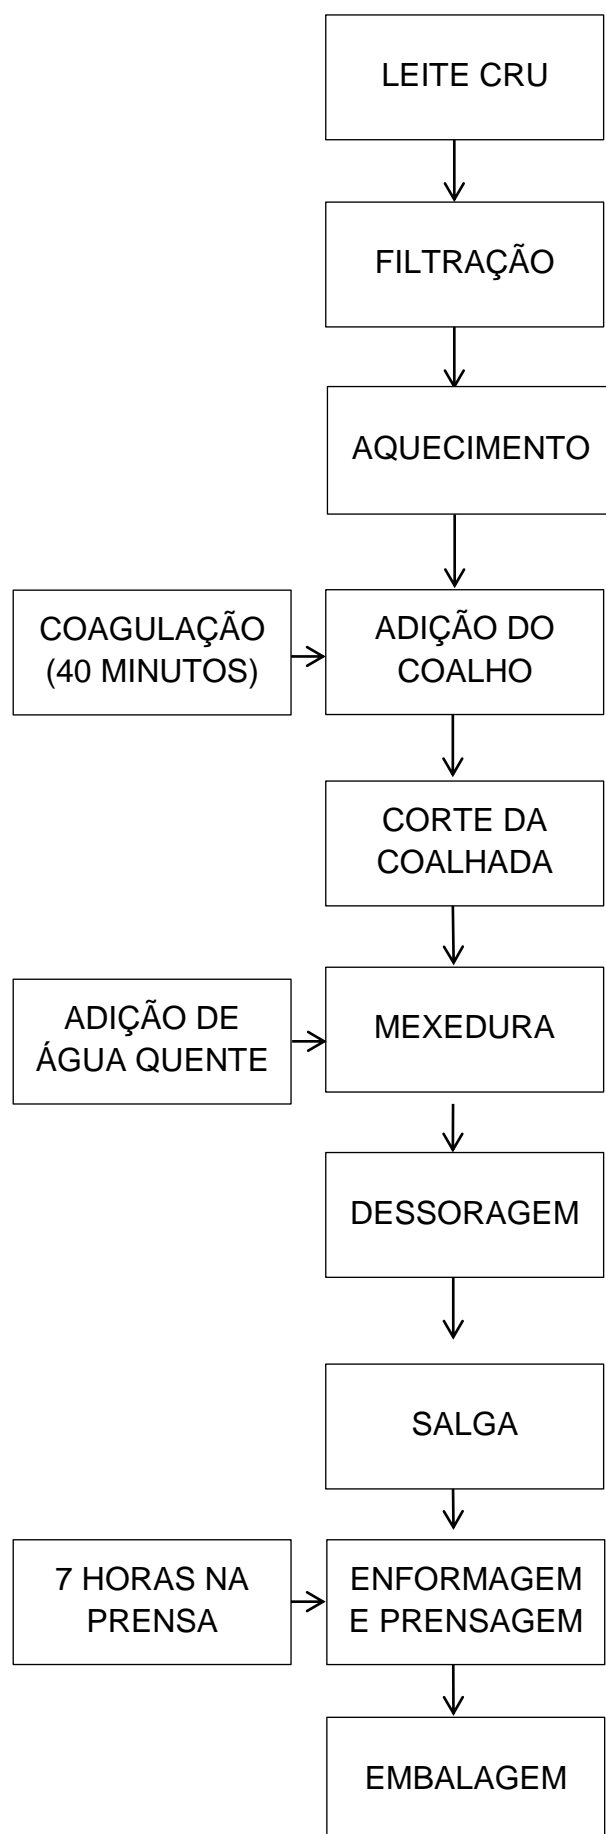 LEITE CRU
FILTRAÇÃO
AQUECIMENTO
COAGULAÇÃO
(40 MINUTOS)
ADIÇÃO DO
COALHO
CORTE DA
COALHADA
ADIÇÃO DE
ÁGUA QUENTE
MEXEDURA
DESSORAGEM
SALGA
7 HORAS NA
PRENSA
ENFORMAGEM
E PRENSAGEM
EMBALAGEM